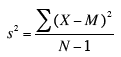 s² = ∑(X − M)² / N − 1